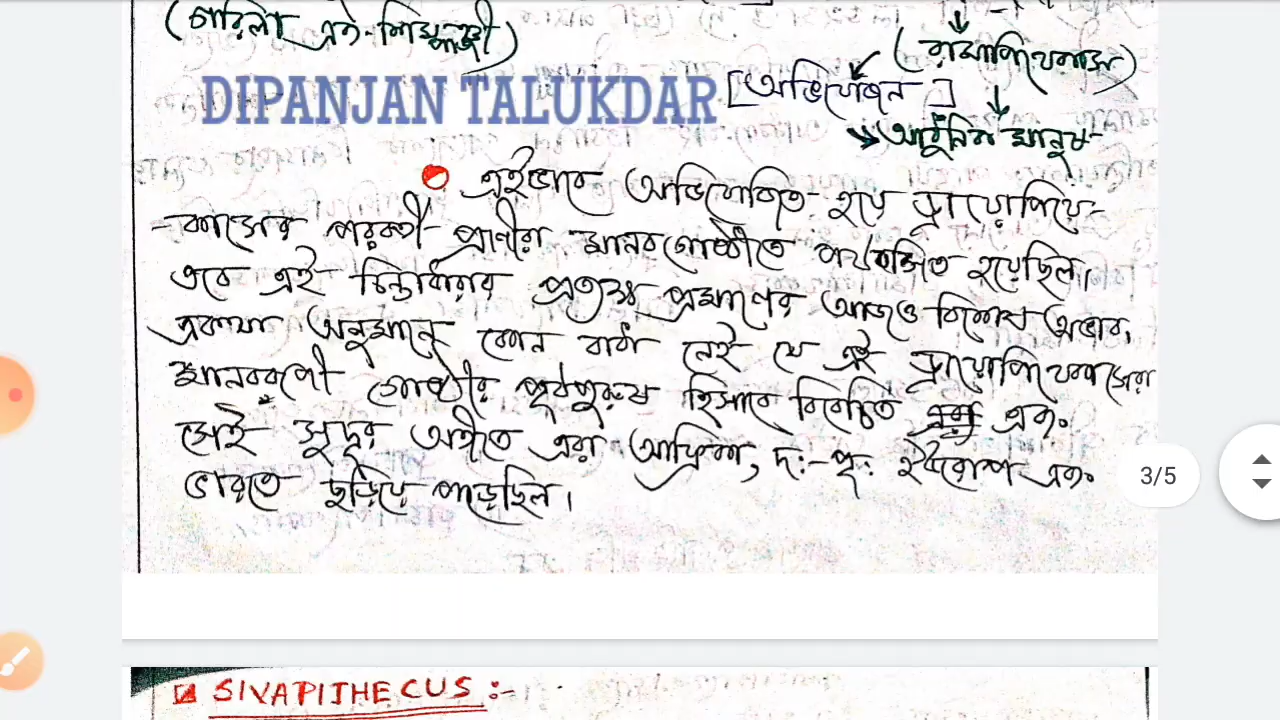 (গোরিলা এবং শিম্পাঞ্জী)
(রামাপিথেকাস)
DIPANJAN TALUKDAR
[অভিযোজন]
আধুনিক মানুষ
এইভাবে অভিযোজিত হয়ে ড্রায়োপিথে-
-কাসের পরবর্তী প্রাণীরা মানবগোষ্ঠীতে পর্যবসিত হয়েছিল।
তবে এই চিন্তাধারার প্রত্যক্ষ প্রমাণের আজও বিশেষ অভাব,
একথা অনুমানে কোন বাধা নেই যে এই ড্রায়োপিথেকাসেরা
মানবরূপী গোষ্ঠীর পূর্বপুরুষ হিসাবে বিবেচিত এবং
সেই সুদূর অতীতে এরা আফ্রিকা, দঃ-পূঃ ইউরোপ এবং
ভারতে ছড়িয়ে পড়েছিল।
3/5
SIVAPITHECUS:-